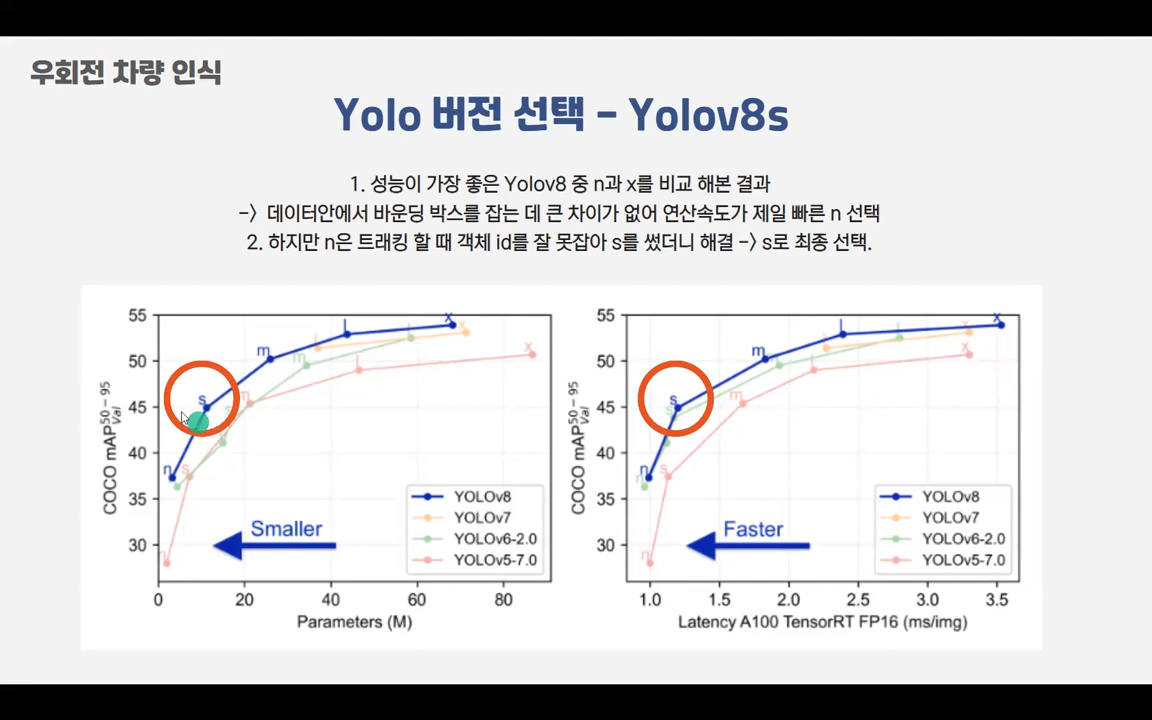 우회전 차량 인식
Yolo 버전 선택 – Yolov8s
1. 성능이 가장 좋은 Yolov8 중 n과 x를 비교 해본 결과
–> 데이터안에서 바운딩 박스를 잡는 데 큰 차이가 없어 연산속도가 제일 빠른 n 선택
2. 하지만 n은 트래킹 할 때 객체 id를 잘 못잡아 s를 썼더니 해결 –> s로 최종 선택.
COCO mAP 50-95 Val
55
50
45
40
35
30
n
s
m
l
x
l
x
n
s
m
n
s
m
l
x
Smaller
YOLOv8
YOLOv7
YOLOv6-2.0
YOLOv5-7.0
0
20
40
60
80
Parameters (M)
COCO mAP 50-95 Val
55
50
45
40
35
30
n
s
m
l
x
l
x
n
s
m
l
n
s
m
l
x
Faster
YOLOv8
YOLOv7
YOLOv6-2.0
YOLOv5-7.0
1.0
1.5
2.0
2.5
3.0
3.5
Latency A100 TensorRT FP16 (ms/img)